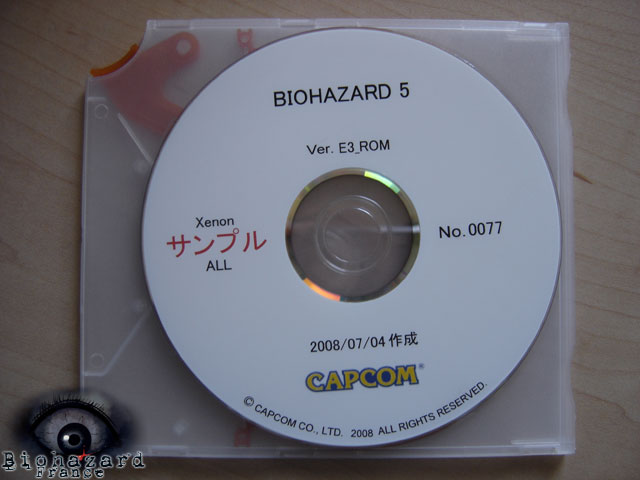 BIOHAZARD 5
Ver. E3_ROM
Xenon
サンプル
ALL
No.0077
2008/07/04 作成
CAPCOM®
© CAPCOM CO., LTD. 2008 ALL RIGHTS RESERVED.
Biohazard
France